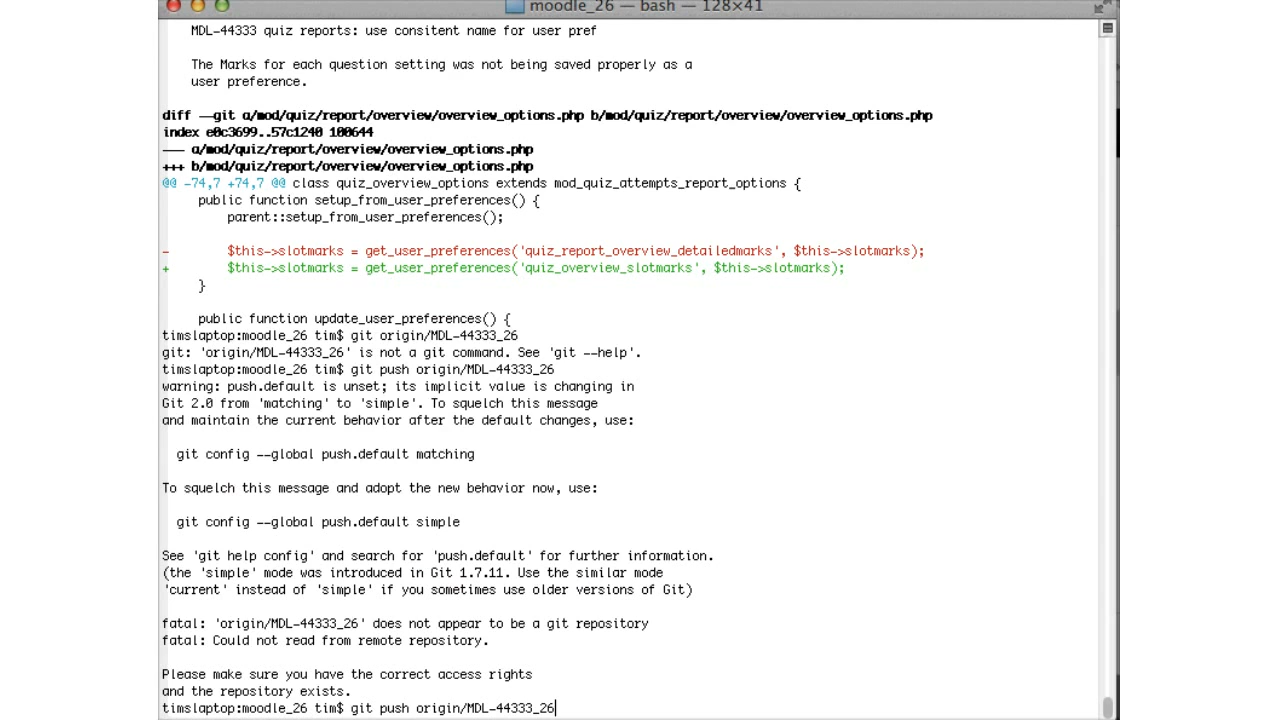 moodle_26 — bash — 128×41
MDL-44333 quiz reports: use consitent name for user pref
The Marks for each question setting was not being saved properly as a
user preference.
diff --git a/mod/quiz/report/overview/overview_options.php b/mod/quiz/report/overview/overview_options.php
index e0c3699..57c1240 100644
--- a/mod/quiz/report/overview/overview_options.php
+++ b/mod/quiz/report/overview/overview_options.php
@@ -74,7 +74,7 @@ class quiz_overview_options extends mod_quiz_attempts_report_options {
public function setup_from_user_preferences() {
parent::setup_from_user_preferences();
-        $this->slotmarks = get_user_preferences('quiz_report_overview_detailedmarks', $this->slotmarks);
+        $this->slotmarks = get_user_preferences('quiz_overview_slotmarks', $this->slotmarks);
}
public function update_user_preferences() {
timslaptop:moodle_26 tim$ git origin/MDL-44333_26
git: 'origin/MDL-44333_26' is not a git command. See 'git --help'.
timslaptop:moodle_26 tim$ git push origin/MDL-44333_26
warning: push.default is unset; its implicit value is changing in
Git 2.0 from 'matching' to 'simple'. To squelch this message
and maintain the current behavior after the default changes, use:
git config --global push.default matching
To squelch this message and adopt the new behavior now, use:
git config --global push.default simple
See 'git help config' and search for 'push.default' for further information.
(the 'simple' mode was introduced in Git 1.7.11. Use the similar mode
'current' instead of 'simple' if you sometimes use older versions of Git)
fatal: 'origin/MDL-44333_26' does not appear to be a git repository
fatal: Could not read from remote repository.
Please make sure you have the correct access rights
and the repository exists.
timslaptop:moodle_26 tim$ git push origin/MDL-44333_26